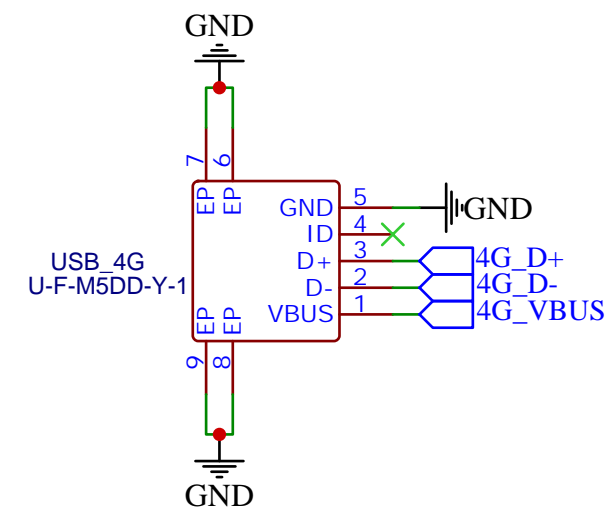 GND
7 6
EP EP
GND 5 GND
ID 4
D+ 3 4G_D+
D- 2 4G_D-
VBUS 1 4G_VBUS
USB_4G
U-F-M5DD-Y-1
EP EP
9 8
GND